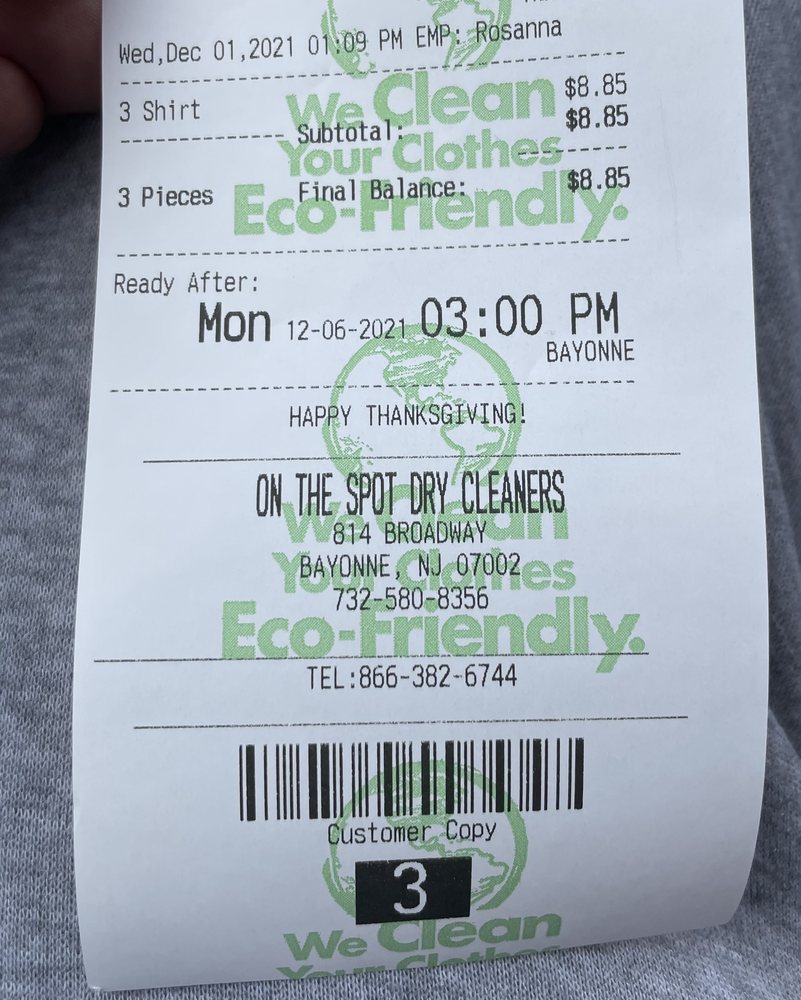 Wed,Dec 01,2021 01:09 PM EMP: Rosanna
3 Shirt $8.85
Subtotal: $8.85
3 Pieces Final Balance: $8.85
We Clean
Your Clothes
Eco-Friendly.
Ready After:
Mon 12-06-2021 03:00 PM
BAYONNE
HAPPY THANKSGIVING!
ON THE SPOT DRY CLEANERS
814 BROADWAY
BAYONNE, NJ 07002
732-580-8356
We Clean
Your Clothes
Eco-Friendly.
TEL:866-382-6744
Customer Copy
3
We Clean
Your Clothes